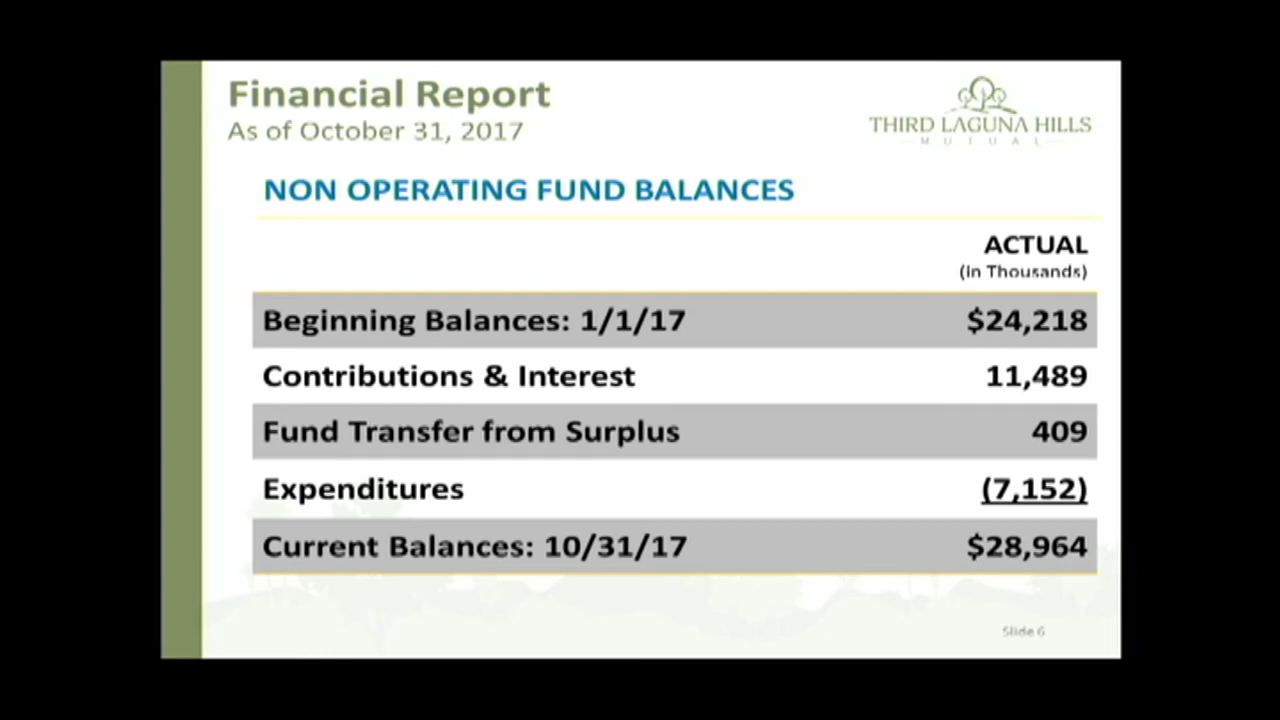 Financial Report
As of October 31, 2017
THIRD LAGUNA HILLS
MUTUAL
NON OPERATING FUND BALANCES
ACTUAL
(In Thousands)
Beginning Balances: 1/1/17 $24,218
Contributions & Interest 11,489
Fund Transfer from Surplus 409
Expenditures (7,152)
Current Balances: 10/31/17 $28,964
Slide 6